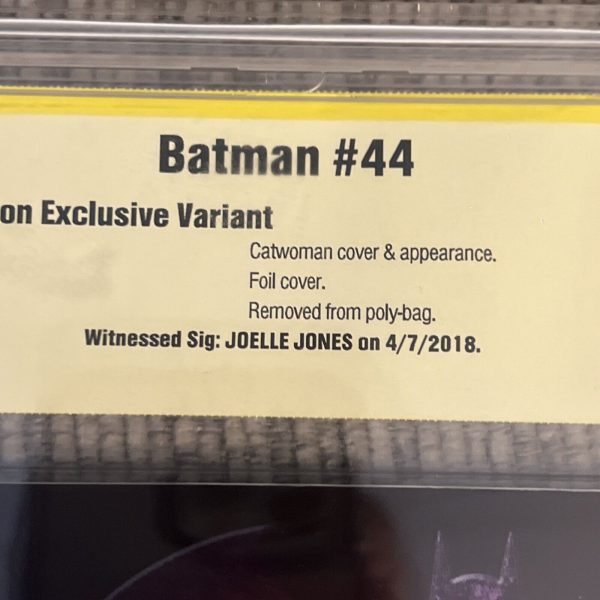 Batman #44
on Exclusive Variant
Catwoman cover & appearance.
Foil cover.
Removed from poly-bag.
Witnessed Sig: JOELLE JONES on 4/7/2018.